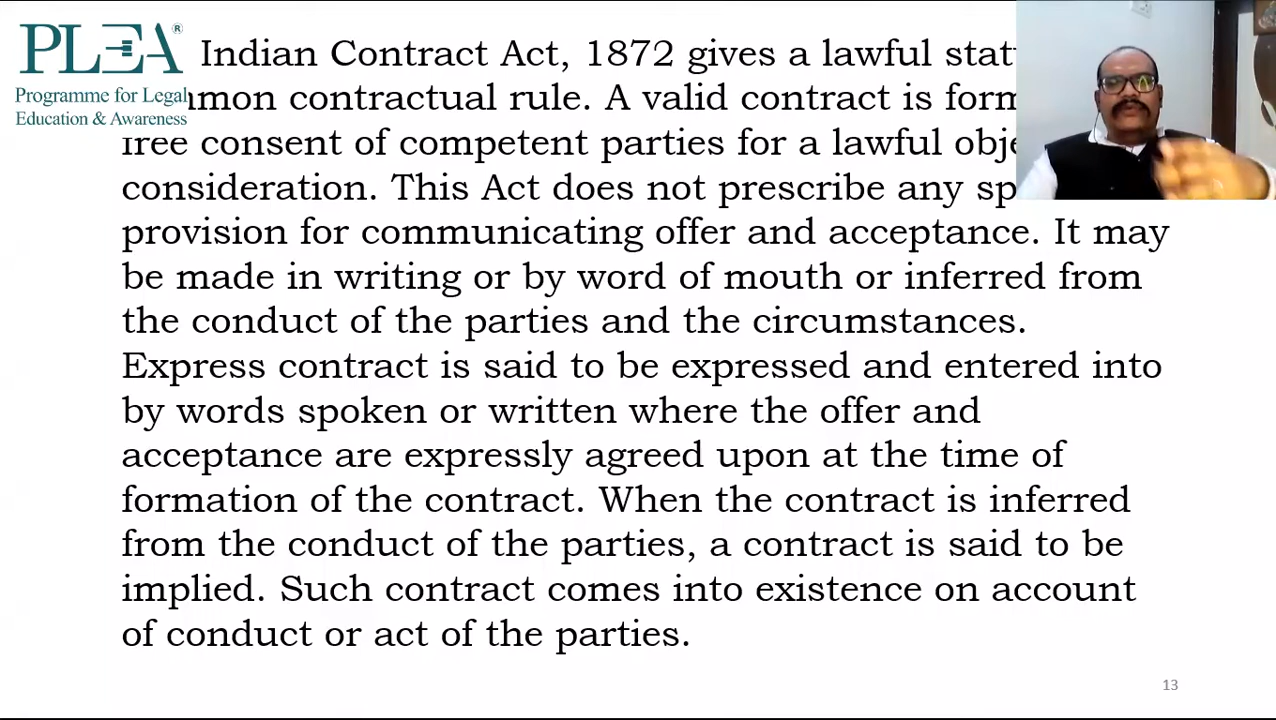 PLEA®
Programme for Legal
Education & Awareness
Indian Contract Act, 1872 gives a lawful
contractual rule. A valid contract is
free consent of competent parties for a lawful
consideration. This Act does not prescribe any
provision for communicating offer and acceptance. It may
be made in writing or by word of mouth or inferred from
the conduct of the parties and the circumstances.
Express contract is said to be expressed and entered into
by words spoken or written where the offer and
acceptance are expressly agreed upon at the time of
formation of the contract. When the contract is inferred
from the conduct of the parties, a contract is said to be
implied. Such contract comes into existence on account
of conduct or act of the parties.
13